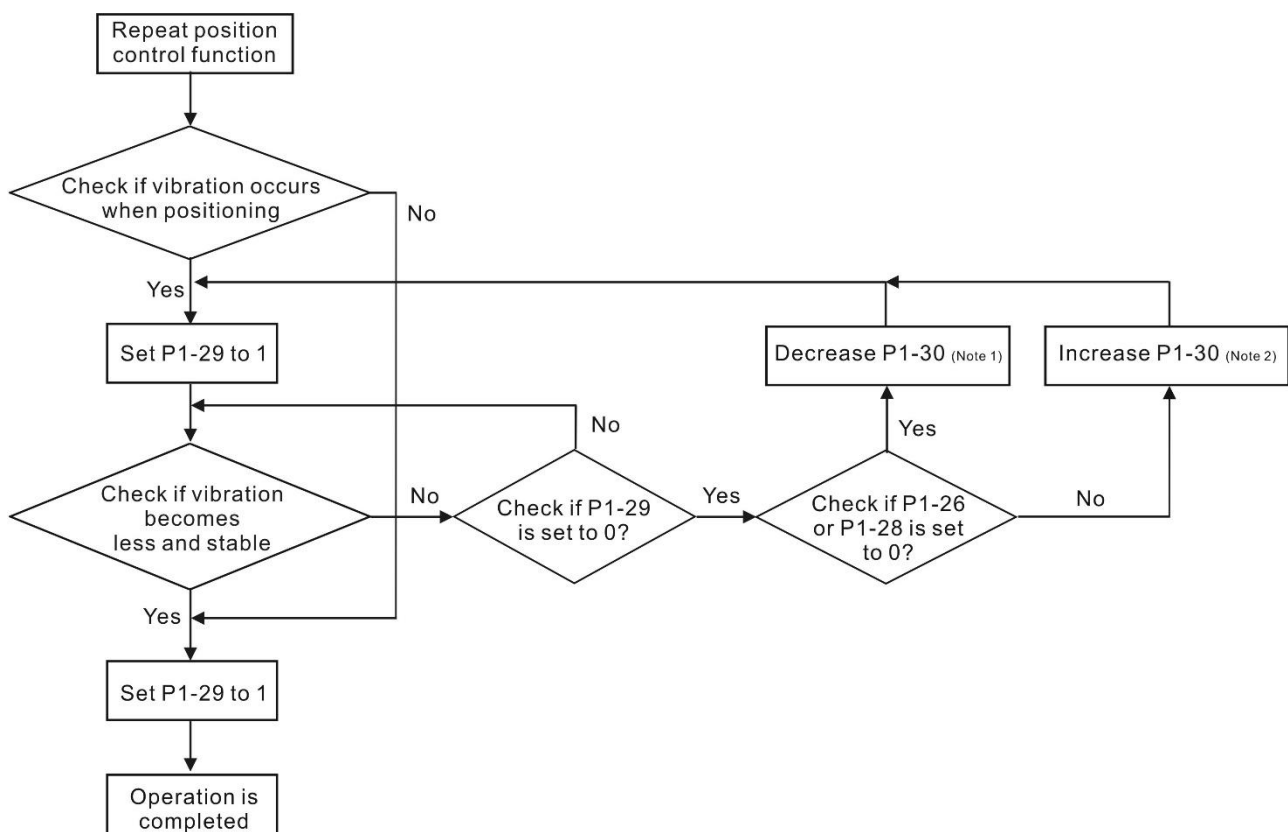 Repeat position
control function
Check if vibration occurs
when positioning
No
Yes
Set P1-29 to 1
Decrease P1-30 (Note 1)
Increase P1-30 (Note 2)
No
Yes
Check if vibration
becomes
less and stable
No
Check if P1-29
is set to 0?
Yes
Check if P1-26
or P1-28 is set
to 0?
No
Yes
Set P1-29 to 1
Operation is
completed